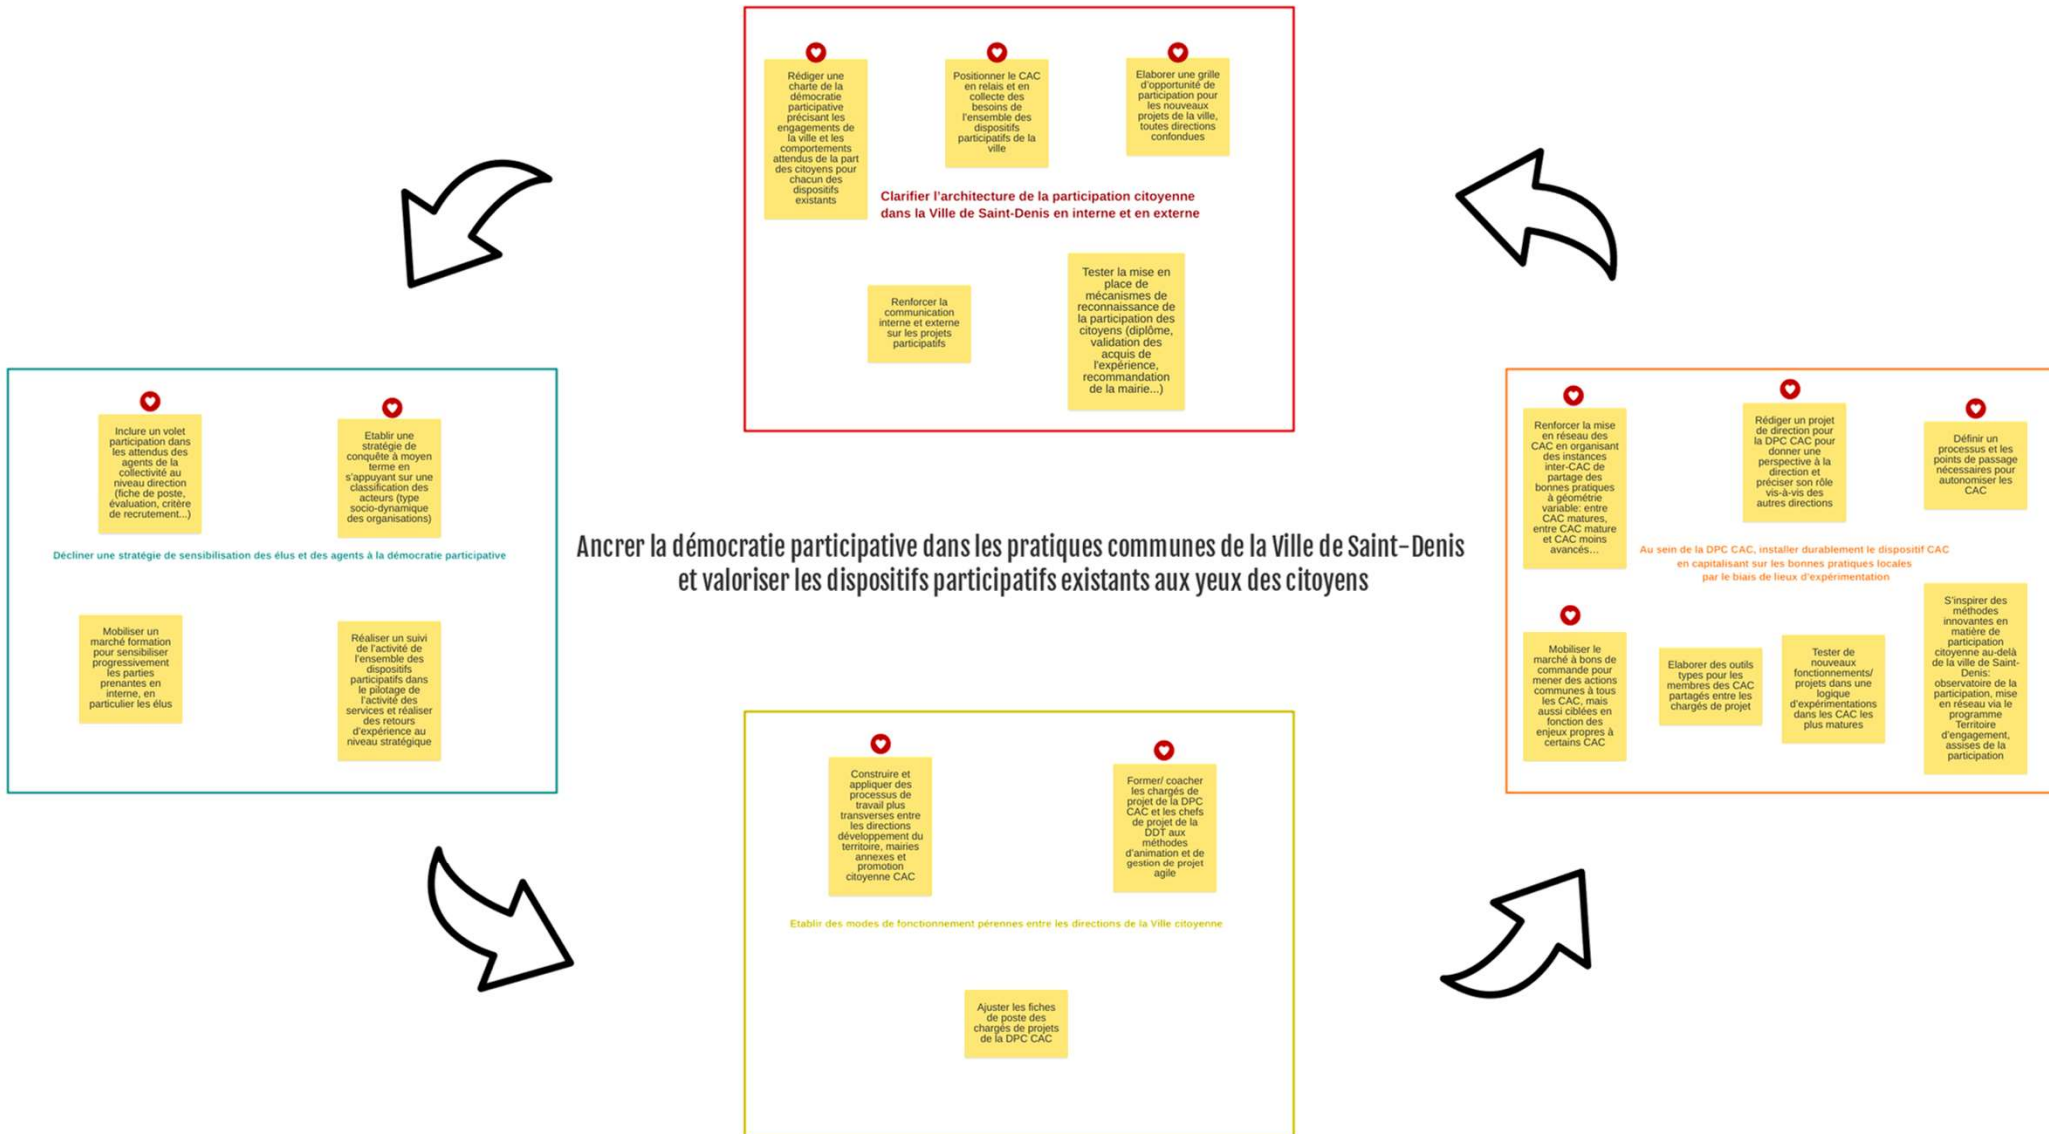 Rédiger une
charte de la
démocratie
participative
précisant les
engagements de
la ville et les
comportements
attendus de la part
des citoyens pour
chacun des
dispositifs
existants
Positionner le CAC
en relais et en
collecte des
besoins de
l'ensemble des
dispositifs
participatifs de la
ville
Elaborer une grille
d'opportunité de
participation pour
les nouveaux
projets de la ville,
toutes directions
confondues
Clarifier l'architecture de la participation citoyenne
dans la Ville de Saint-Denis en interne et en externe
Renforcer la
communication
interne et externe
sur les projets
participatifs
Tester la mise en
place de
mécanismes de
reconnaissance de
la participation des
citoyens (diplôme,
validation des
acquis de
l'expérience,
recommandation
de la mairie...)
Inclure un volet
participation dans
les attendus des
agents de la
collectivité au
niveau direction
(fiche de poste,
évaluation, critère
de recrutement...)
Etablir une
stratégie de
conquête à moyen
terme en
s'appuyant sur une
classification des
acteurs (type
socio-dynamique
des organisations)
Décliner une stratégie de sensibilisation des élus et des agents à la démocratie participative
Mobiliser un
marché formation
pour sensibiliser
progressivement
les parties
prenantes en
interne, en
particulier les élus
Réaliser un suivi
de l'activité de
l'ensemble des
dispositifs
participatifs dans
le pilotage de
l'activité des
services et réaliser
des retours
d'expérience au
niveau stratégique
Ancrer la démocratie participative dans les pratiques communes de la Ville de Saint-Denis
et valoriser les dispositifs participatifs existants aux yeux des citoyens
Renforcer la mise
en réseau des
CAC en organisant
des instances
inter-CAC de
partage des
bonnes pratiques
à géométrie
variable: entre
CAC matures,
entre CAC mature
et CAC moins
avancés…
Rédiger un projet
de direction pour
la DPC CAC pour
donner une
perspective à la
direction et
préciser son rôle
vis-à-vis des
autres directions
Définir un
processus et les
points de passage
nécessaires pour
autonomiser les
CAC
Au sein de la DPC CAC, installer durablement le dispositif CAC
en capitalisant sur les bonnes pratiques locales
par le biais de lieux d'expérimentation
Mobiliser le
marché à bons de
commande pour
mener des actions
communes à tous
les CAC, mais
aussi ciblées en
fonction des
enjeux propres à
certains CAC
Elaborer des outils
types pour les
membres des CAC
partagés entre les
chargés de projet
Tester de
nouveaux
fonctionnements/
projets dans une
logique
d'expérimentations
dans les CAC les
plus matures
S'inspirer des
méthodes
innovantes en
matière de
participation
citoyenne au-delà
de la ville de Saint-
Denis:
observatoire de la
participation, mise
en réseau via le
programme
Territoire
d'engagement,
assises de la
participation
Construire et
appliquer des
processus de
travail plus
transverses entre
les directions
développement du
territoire, mairies
annexes et
promotion
citoyenne CAC
Former/ coacher
les chargés de
projet de la DPC
CAC et les chefs
de projet de la
DDT aux
méthodes
d'animation et de
gestion de projet
agile
Etablir des modes de fonctionnement pérennes entre les directions de la Ville citoyenne
Ajuster les fiches
de poste des
chargés de projets
de la DPC CAC